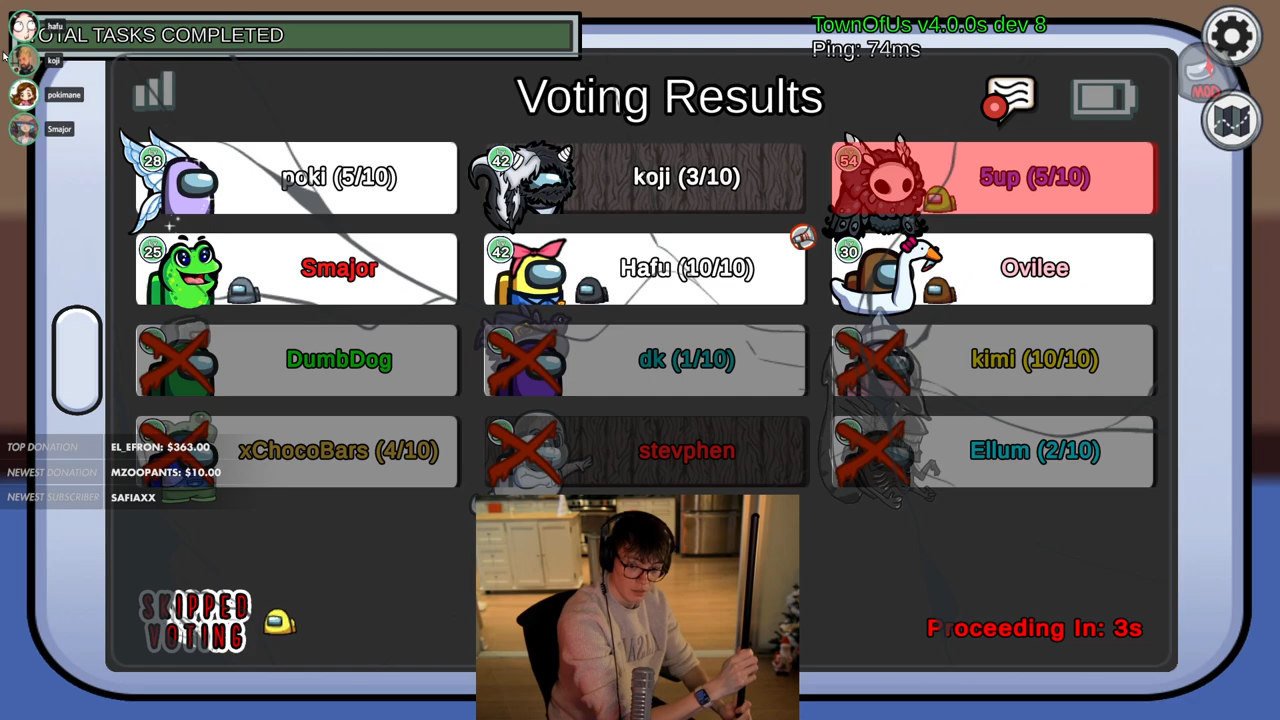 hafu
OTAL TASKS COMPLETED
TownOfUs v4.0.0s dev 8
Ping: 74ms
koji
pokimane
Smajor
MOD
Voting Results
28
poki (5/10)
42
koji (3/10)
54
5up (5/10)
25
Smajor
42
Hafu (10/10)
30
Ovilee
DumbDog
dk (1/10)
kimi (10/10)
xChocoBars (4/10)
stevphen
Ellum (2/10)
TOP DONATION EL_EFRON: $363.00
NEWEST DONATION MZOOPANTS: $10.00
NEWEST SUBSCRIBER SAFIAXX
SKIPPED
VOTING
Proceeding In: 3s